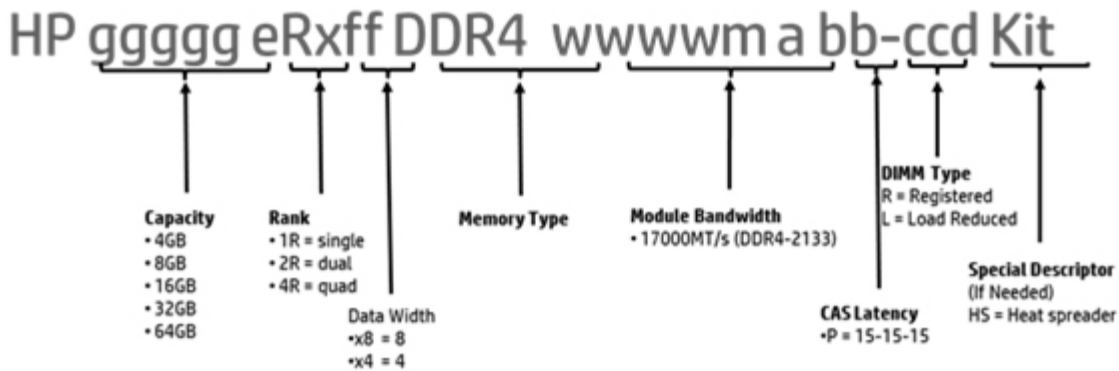 HP ggggg eRxff DDR4 wwwwm a bb-ccd Kit
Capacity
• 4GB
• 8GB
• 16GB
• 32GB
• 64GB
Rank
• 1R = single
• 2R = dual
• 4R = quad
Data Width
•x8 = 8
•x4 = 4
Memory Type
Module Bandwidth
• 17000MT/s (DDR4-2133)
CAS Latency
•P = 15-15-15
DIMM Type
R = Registered
L = Load Reduced
Special Descriptor
(If Needed)
HS = Heat spreader